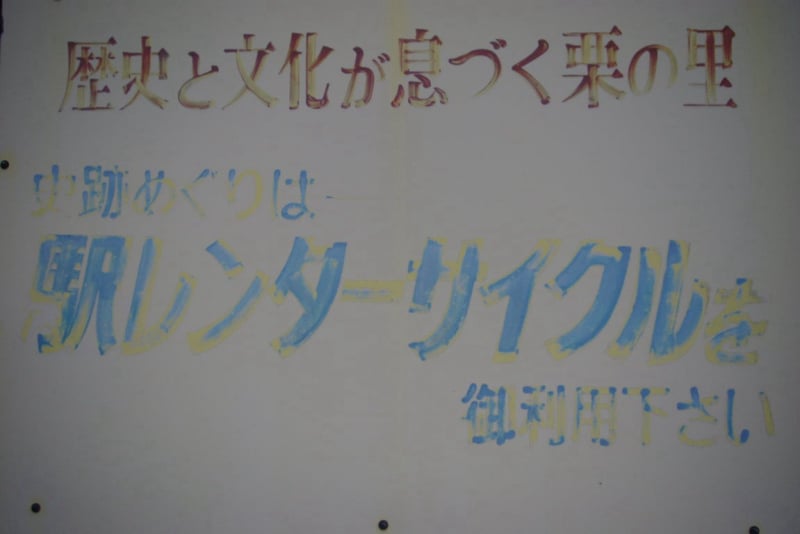 歴史と文化が息づく栗の里
史跡めぐりは
駅レンターサイクルを
御利用下さい